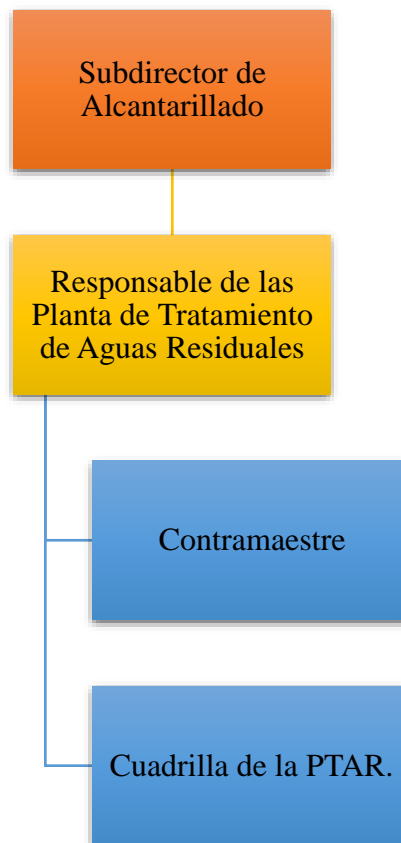 Subdirector de
Alcantarillado
Responsable de las
Planta de Tratamiento
de Aguas Residuales
Contramaestre
Cuadrilla de la PTAR.